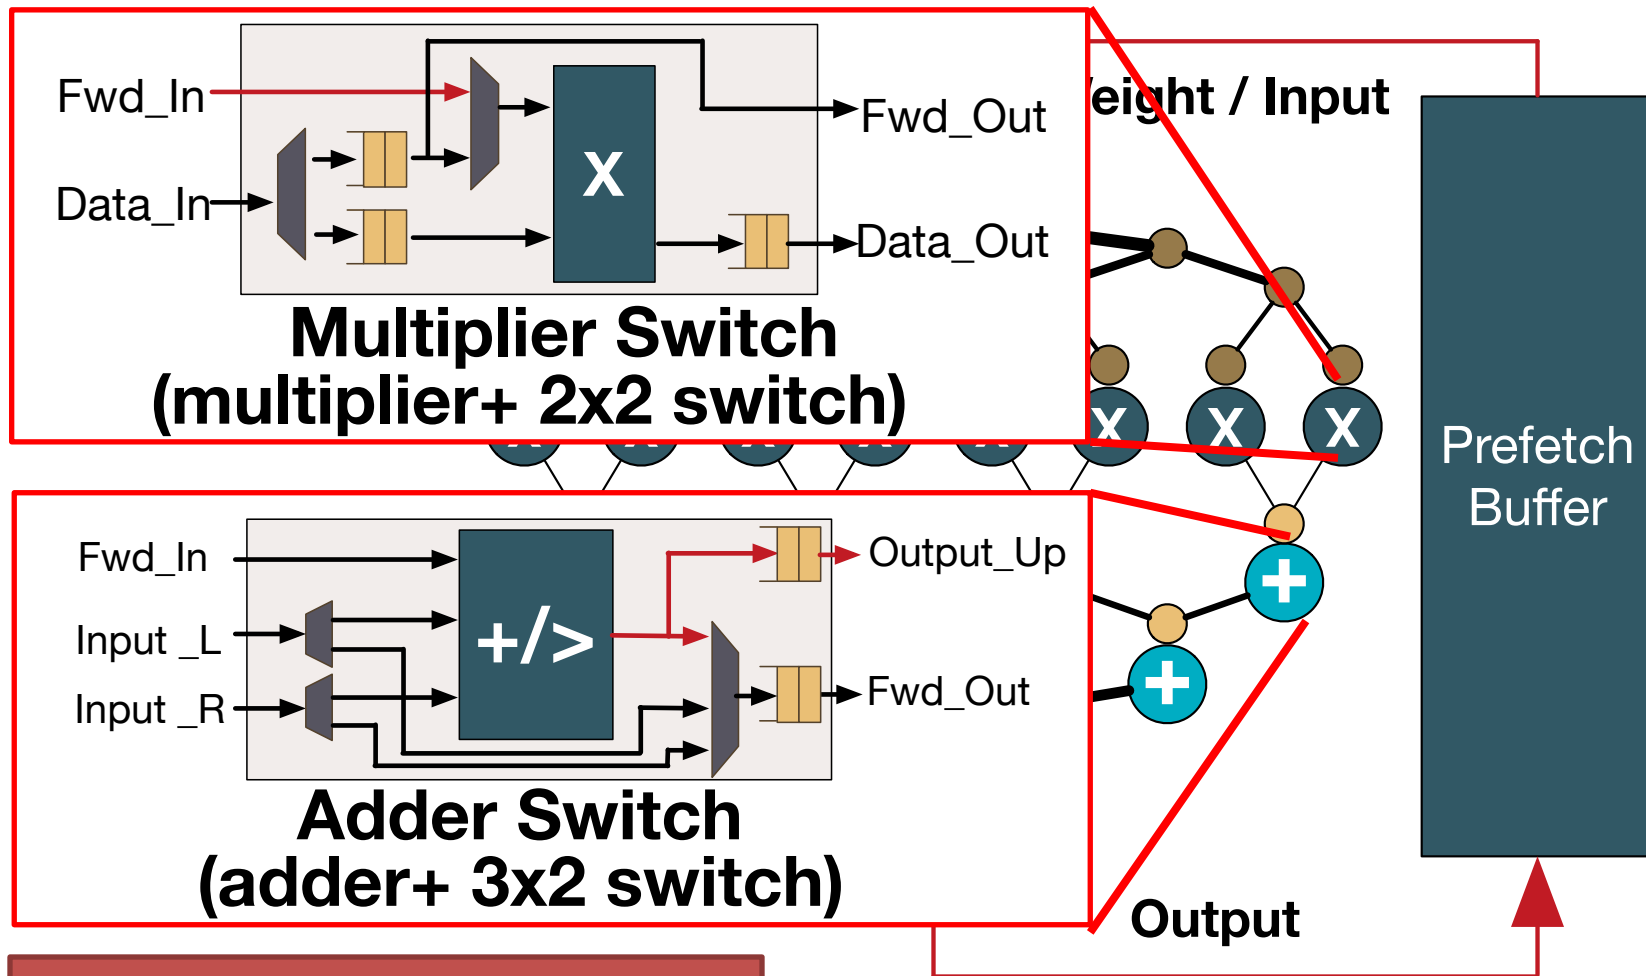 Fwd_In
Data_In
X
Fwd_Out
Data_Out
Multiplier Switch
(multiplier+ 2x2 switch)
/ Input
X
X
X
Prefetch
Buffer
Fwd_In
Input _L
Input _R
+/>
Output_Up
Fwd_Out
Adder Switch
(adder+ 3x2 switch)
+
+
Output